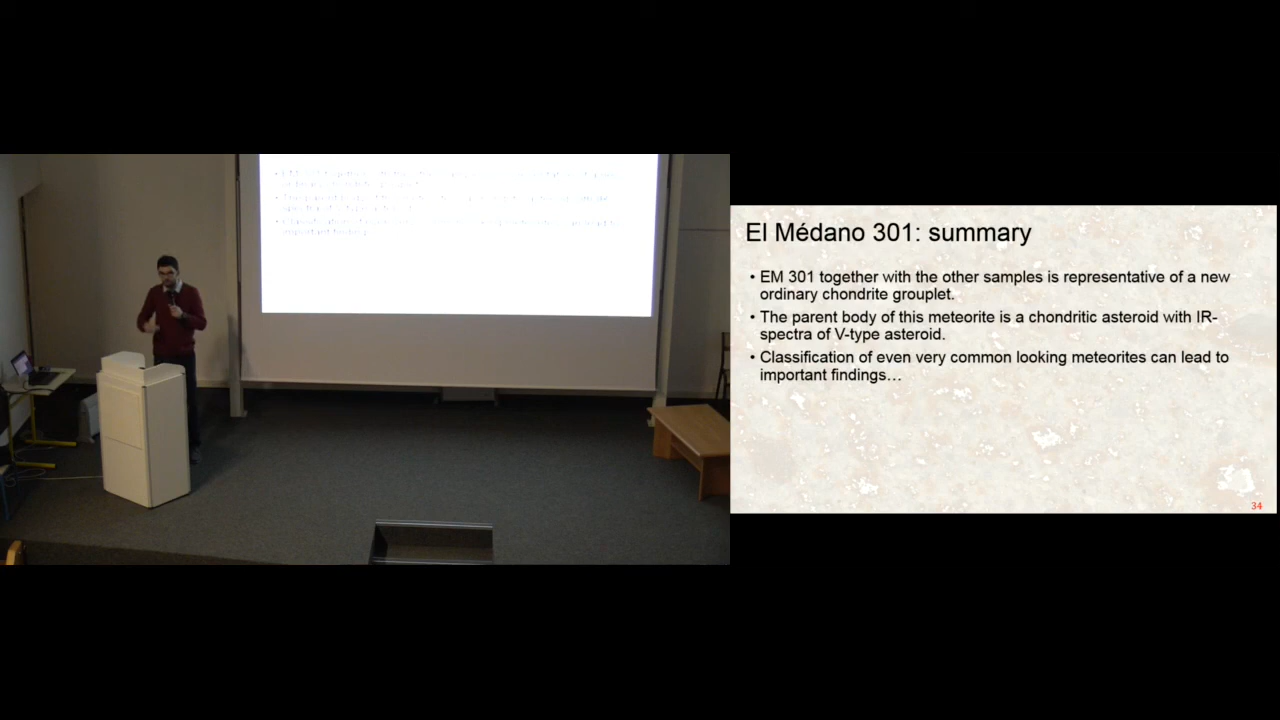 El Médano 301: summary
• EM 301 together with the other samples is representative of a new
ordinary chondrite grouplet.
• The parent body of this meteorite is a chondritic asteroid with IR-
spectra of V-type asteroid.
• Classification of even very common looking meteorites can lead to
important findings…
34